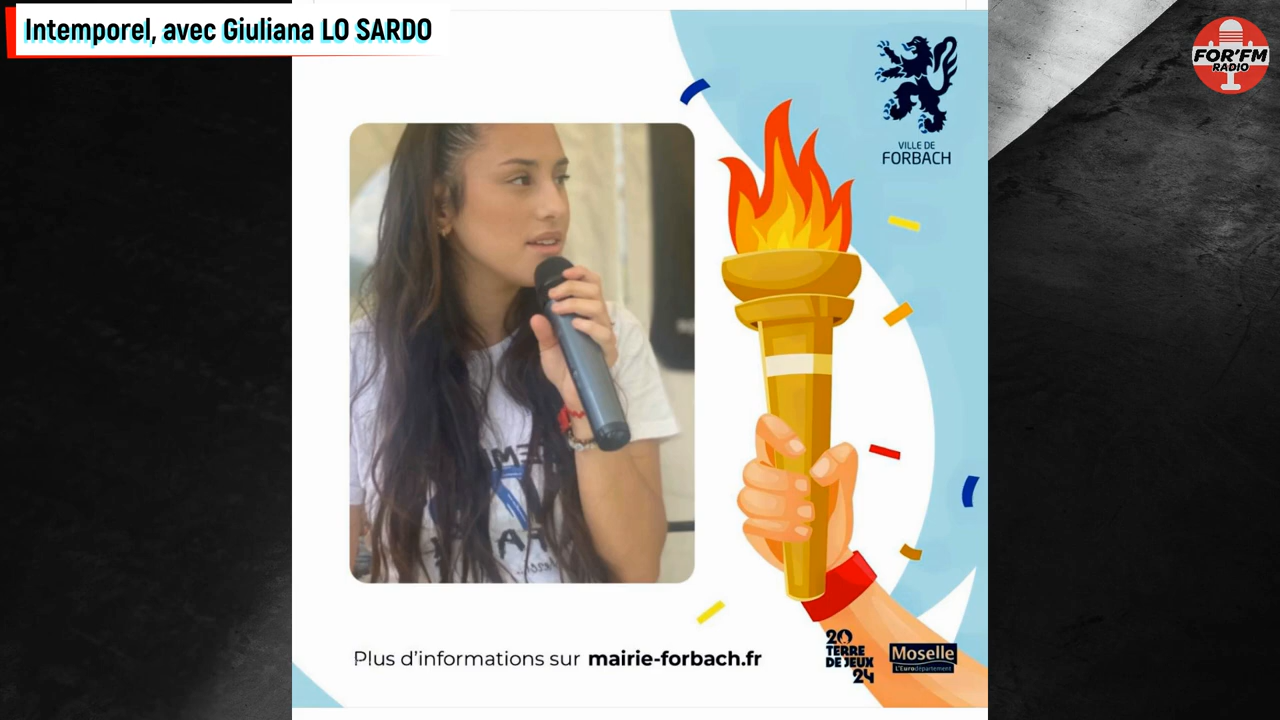 Intemporel, avec Giuliana LO SARDO
FOR'FM
RADIO
VILLE DE
FORBACH
Plus d'informations sur mairie-forbach.fr
20
TERRE
DE JEUX
24
Moselle
L'Eurodépartement